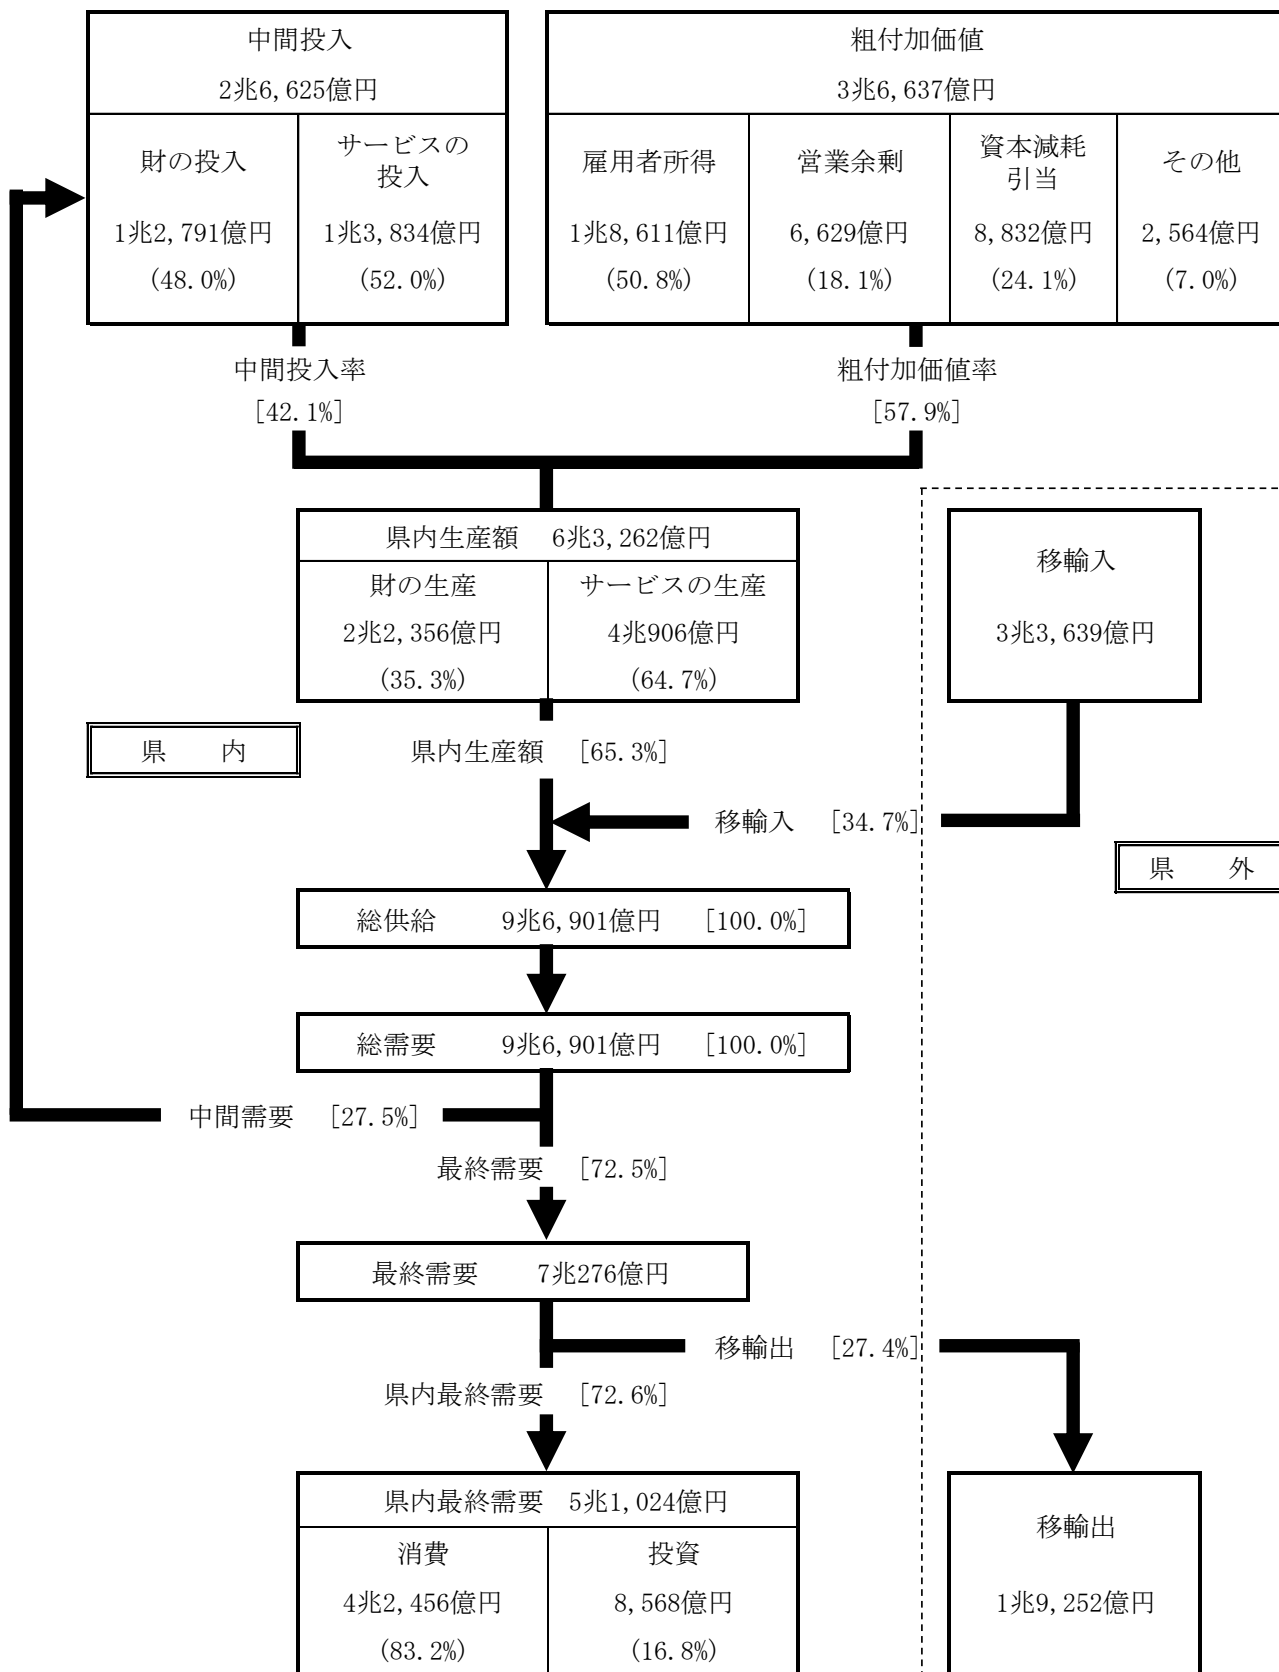 中間投入
2兆6,625億円
財の投入
1兆2,791億円
(48.0%)
サービスの
投入
1兆3,834億円
(52.0%)
粗付加価値
3兆6,637億円
雇用者所得
1兆8,611億円
(50.8%)
営業余剰
6,629億円
(18.1%)
資本減耗
引当
8,832億円
(24.1%)
その他
2,564億円
(7.0%)
中間投入率
[42.1%]
粗付加価値率
[57.9%]
県内生産額 6兆3,262億円
財の生産
2兆2,356億円
(35.3%)
サービスの生産
4兆906億円
(64.7%)
移輸入
3兆3,639億円
県 内
県内生産額 [65.3%]
移輸入 [34.7%]
県 外
総供給 9兆6,901億円 [100.0%]
総需要 9兆6,901億円 [100.0%]
中間需要 [27.5%]
最終需要 [72.5%]
最終需要 7兆276億円
移輸出 [27.4%]
県内最終需要 [72.6%]
県内最終需要 5兆1,024億円
消費
4兆2,456億円
(83.2%)
投資
8,568億円
(16.8%)
移輸出
1兆9,252億円